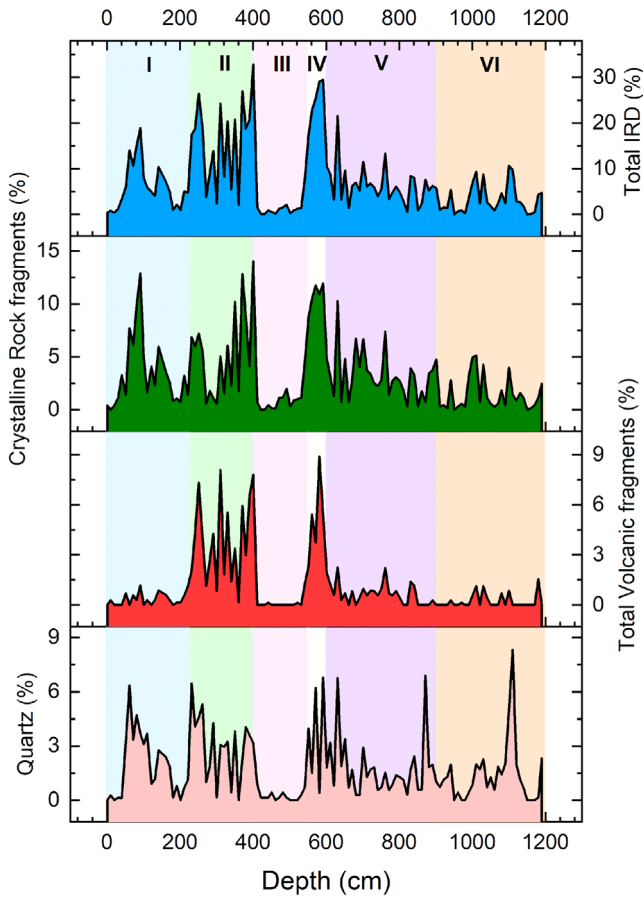 0 200 400 600 800 1000 1200
I II III IV V VI
30
20
10
0
Total IRD (%)
15
10
5
0
Crystalline Rock fragments (%)
9
6
3
0
Total Volcanic fragments (%)
9
6
3
0
Quartz (%)
0 200 400 600 800 1000 1200
Depth (cm)